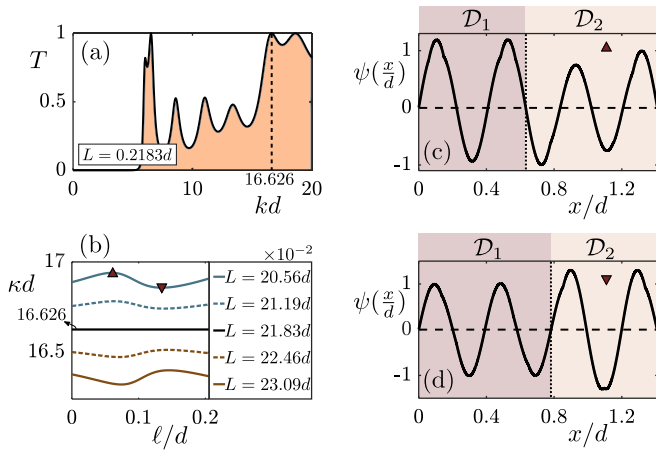 (a)
T
1
0.5
0
L = 0.2183d
0
10
16.626
20
kd
(b)
×10⁻²
17
κd
16.626
16.5
L = 20.56d
L = 21.19d
L = 21.83d
L = 22.46d
L = 23.09d
0
0.1
0.2
ℓ/d
𝒟₁
𝒟₂
ψ(x/d)
1
0
-1
(c)
0
0.4
0.8
1.2
x/d
𝒟₁
𝒟₂
ψ(x/d)
1
0
-1
(d)
0
0.4
0.8
1.2
x/d